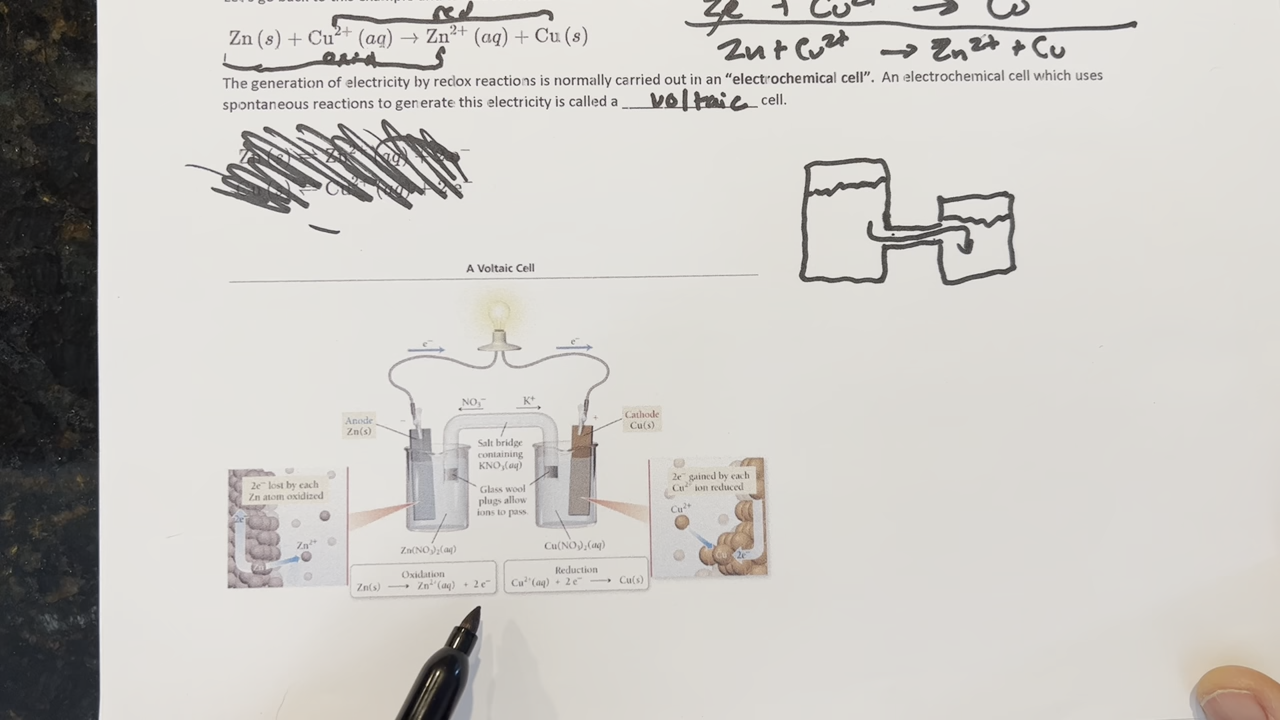 red
Zn (s) + Cu²⁺ (aq) → Zn²⁺ (aq) + Cu (s)
Zn + Cu²⁺ → Zn²⁺ + Cu
The generation of electricity by redox reactions is normally carried out in an “electrochemical cell”. An electrochemical cell which uses
spontaneous reactions to generate this electricity is called a voltaic cell.
A Voltaic Cell
e⁻ e⁻
NO₃⁻ K⁺
Anode
Zn(s)
Cathode
Cu(s)
Salt bridge
containing
KNO₃(aq)
Glass wool
plugs allow
ions to pass.
2e⁻ lost by each
Zn atom oxidized
2e⁻
Zn²⁺
2e⁻ gained by each
Cu²⁺ ion reduced
Cu²⁺
2e⁻
Zn(NO₃)₂(aq)
Cu(NO₃)₂(aq)
Oxidation
Zn(s) → Zn²⁺(aq) + 2 e⁻
Reduction
Cu²⁺(aq) + 2 e⁻ → Cu(s)